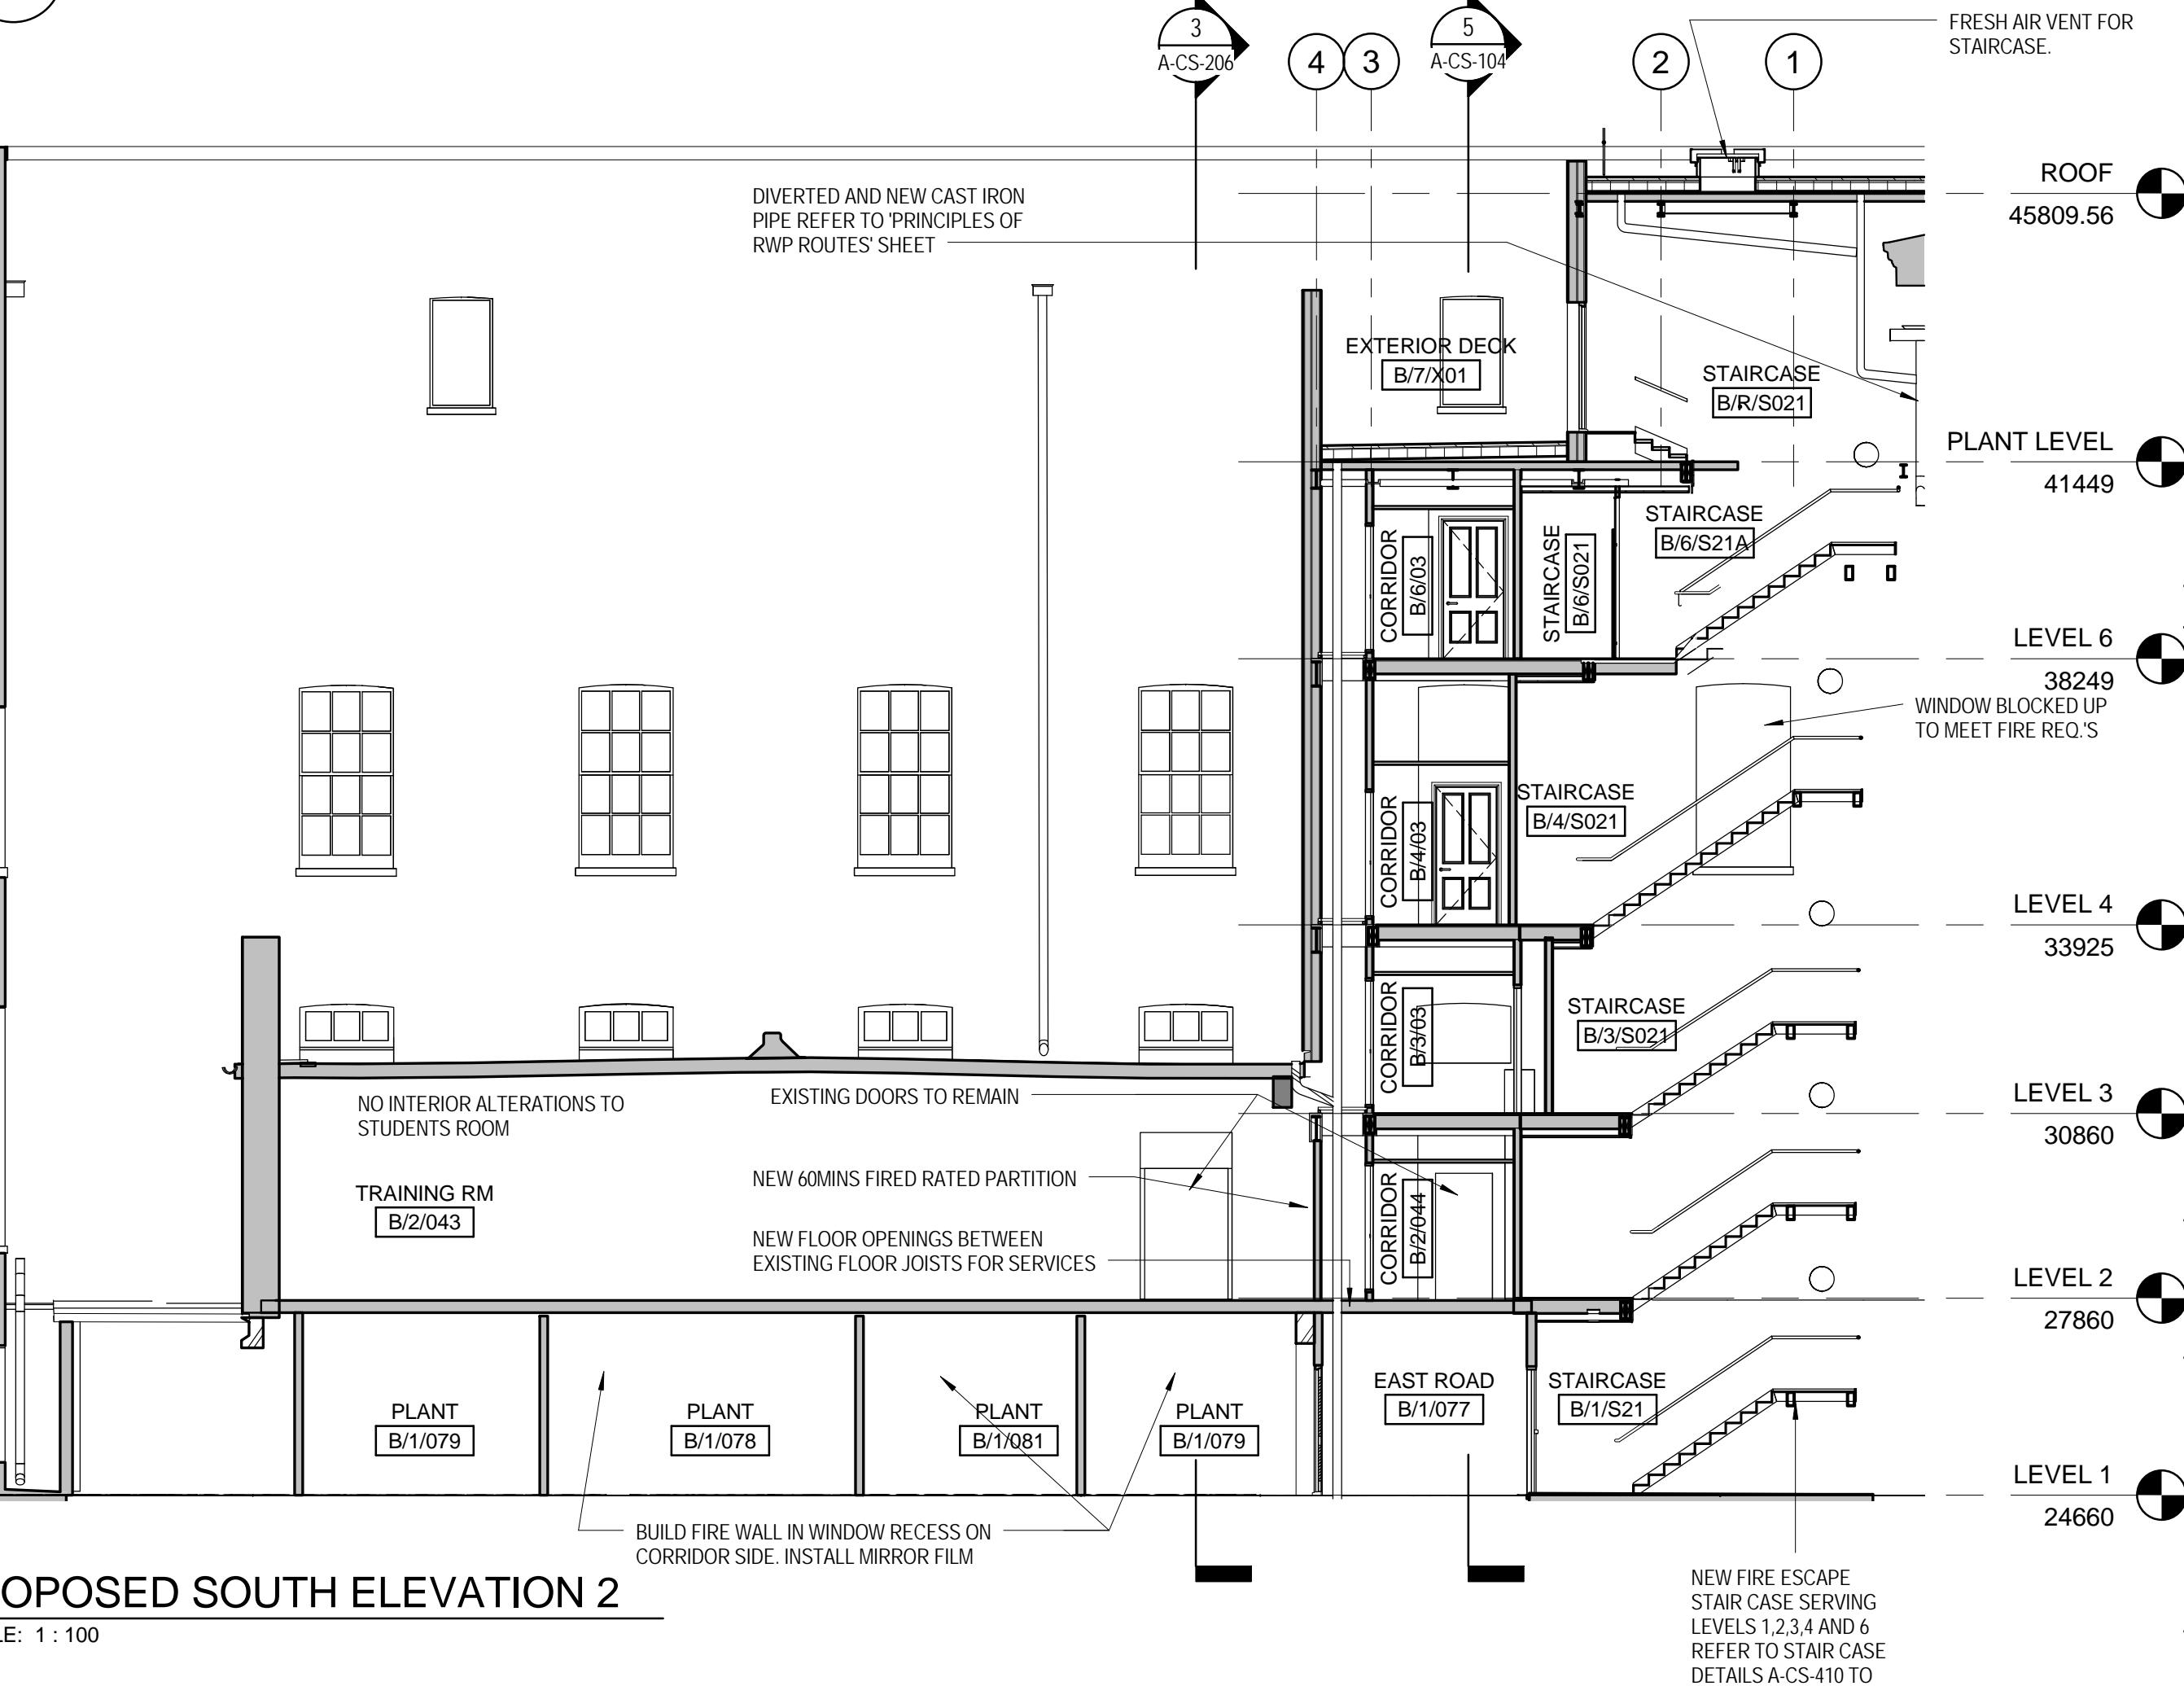 3
A-CS-206
4
3
5
A-CS-104
2
1
FRESH AIR VENT FOR
STAIRCASE.
ROOF
45809.56
DIVERTED AND NEW CAST IRON
PIPE REFER TO 'PRINCIPLES OF
RWP ROUTES' SHEET
EXTERIOR DECK
B/7/X01
STAIRCASE
B/R/S021
PLANT LEVEL
41449
CORRIDOR
B/6/03
STAIRCASE
B/6/S021
STAIRCASE
B/6/S21A
LEVEL 6
38249
WINDOW BLOCKED UP
TO MEET FIRE REQ.'S
CORRIDOR
B/4/03
STAIRCASE
B/4/S021
LEVEL 4
33925
CORRIDOR
B/3/03
STAIRCASE
B/3/S021
NO INTERIOR ALTERATIONS TO
STUDENTS ROOM
EXISTING DOORS TO REMAIN
LEVEL 3
30860
TRAINING RM
B/2/043
NEW 60MINS FIRED RATED PARTITION
NEW FLOOR OPENINGS BETWEEN
EXISTING FLOOR JOISTS FOR SERVICES
CORRIDOR
B/2/044
LEVEL 2
27860
PLANT
B/1/079
PLANT
B/1/078
PLANT
B/1/081
PLANT
B/1/079
EAST ROAD
B/1/077
STAIRCASE
B/1/S21
LEVEL 1
24660
BUILD FIRE WALL IN WINDOW RECESS ON
CORRIDOR SIDE. INSTALL MIRROR FILM
OPOSED SOUTH ELEVATION 2
LE: 1 : 100
NEW FIRE ESCAPE
STAIR CASE SERVING
LEVELS 1,2,3,4 AND 6
REFER TO STAIR CASE
DETAILS A-CS-410 TO